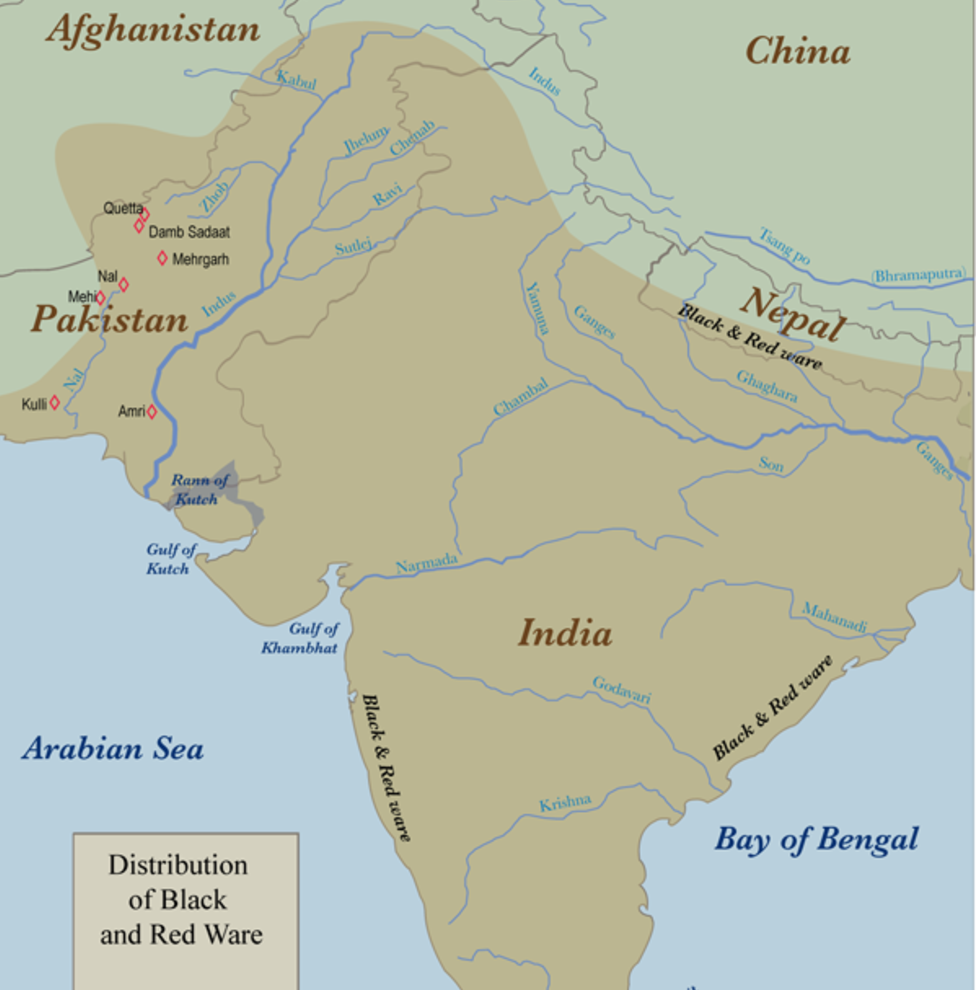 Afghanistan
China
Kabul
Indus
Jhelum
Chenab
Zhob
Ravi
Quetta
Damb Sadaat
Sutlej
Tsang po
(Bhramaputra)
Mehrgarh
Nal
Mehi
Indus
Pakistan
Yamuna
Ganges
Nepal
Black & Red ware
Nal
Kulli
Amri
Chambal
Ghaghara
Son
Ganges
Rann of
Kutch
Gulf of
Kutch
Narmada
Gulf of
Khambhat
India
Mahanadi
Godavari
Black & Red ware
Arabian Sea
Black & Red ware
Krishna
Bay of Bengal
Distribution
of Black
and Red Ware